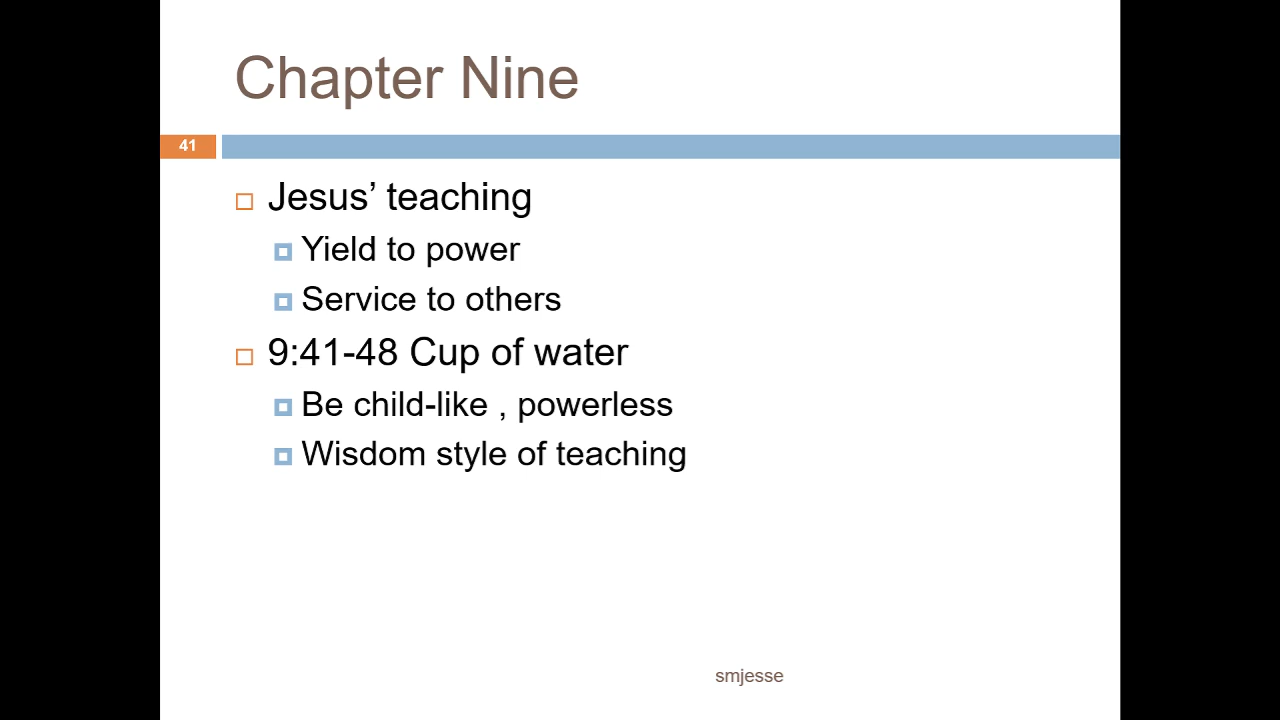 Chapter Nine
41
Jesus’ teaching
Yield to power
Service to others
9:41-48 Cup of water
Be child-like , powerless
Wisdom style of teaching
smjesse